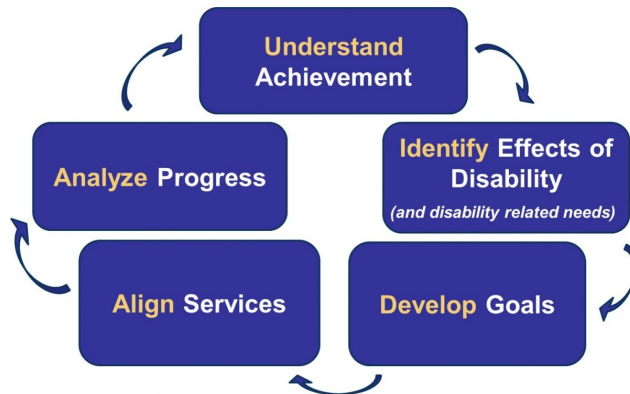 Understand
Achievement
Identify Effects of
Disability
(and disability related needs)
Develop Goals
Align Services
Analyze Progress